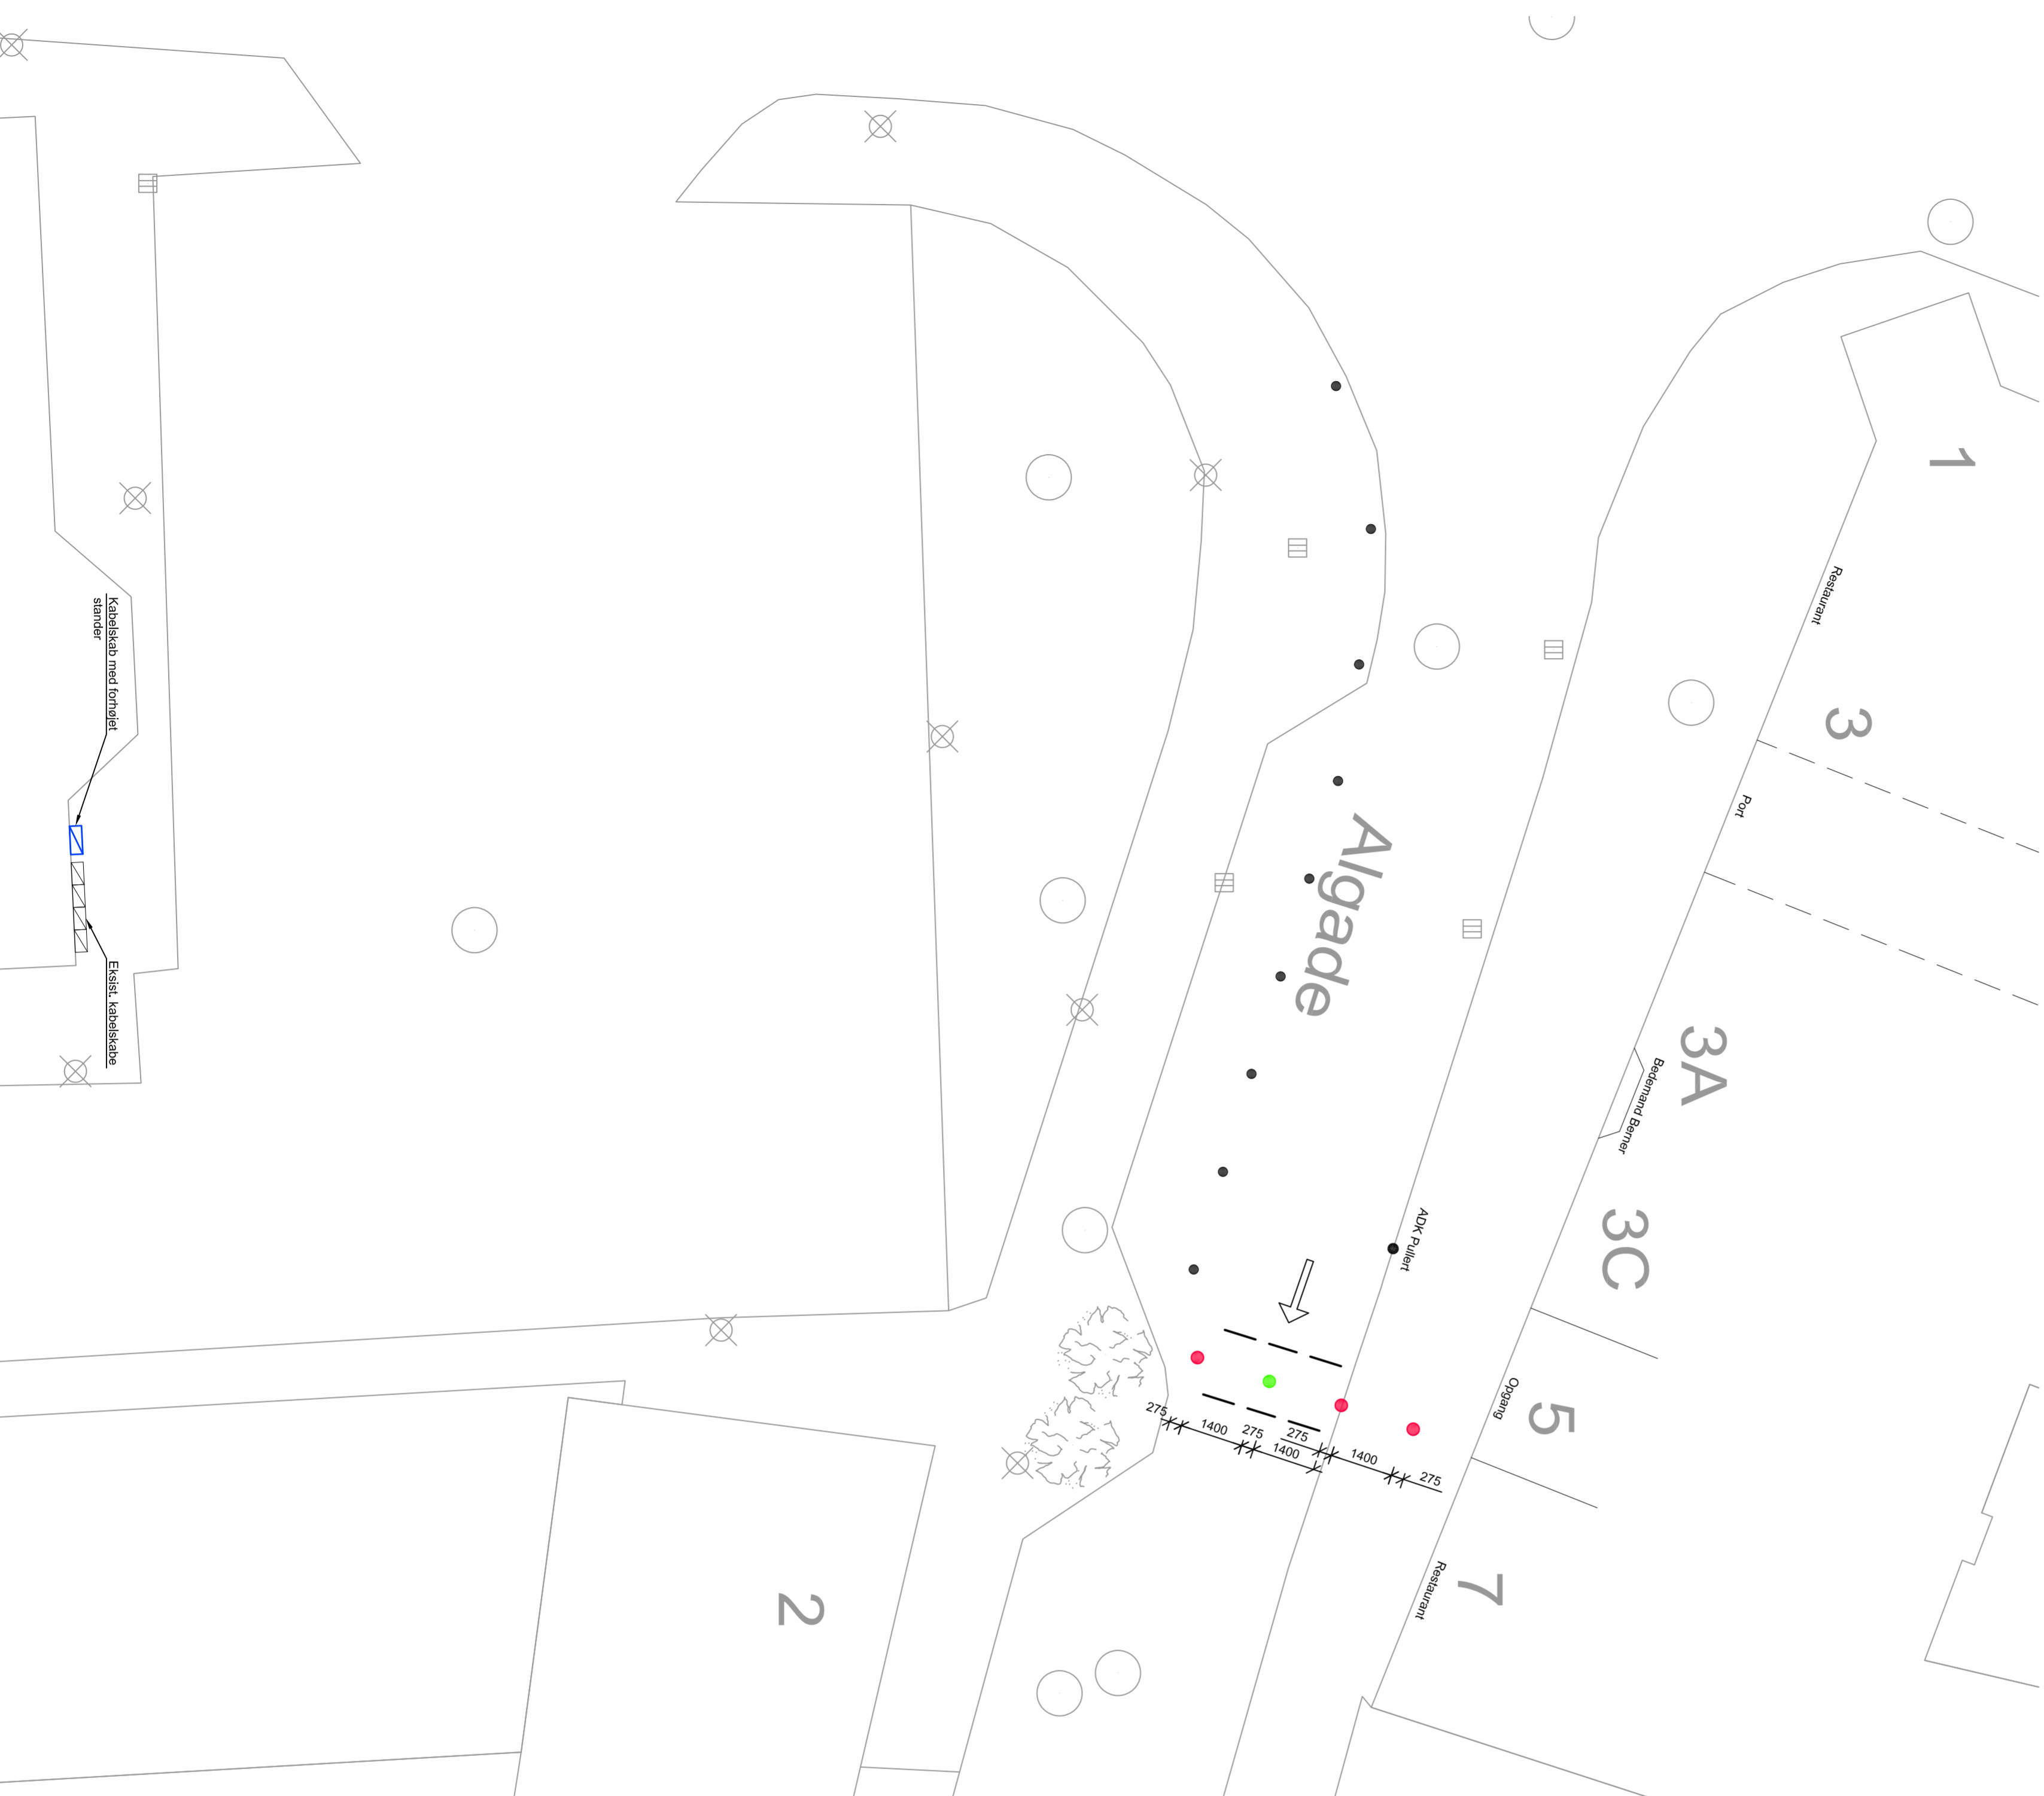 1
Restaurant
3
Port
Algade
3A
Bedemand Berner
3C
ADK Pullert
Opgang
5
Restaurant
7
2
275
1400
275
1400
275
1400
275
Kabelskab med forhøjet
stander
Eksist. kabelskabe